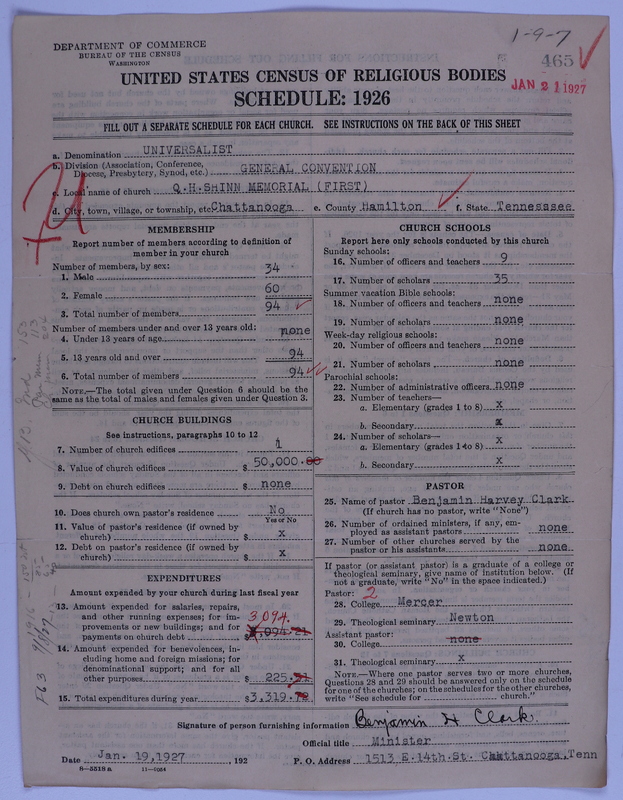 1-9-7
DEPARTMENT OF COMMERCE
BUREAU OF THE CENSUS
WASHINGTON
465
UNITED STATES CENSUS OF RELIGIOUS BODIES
JAN 21 1927
SCHEDULE: 1926
FILL OUT A SEPARATE SCHEDULE FOR EACH CHURCH. SEE INSTRUCTIONS ON THE BACK OF THIS SHEET
a. Denomination UNIVERSALIST
b. Division (Association, Conference, Diocese, Presbytery, Synod, etc.) GENERAL CONVENTION
c. Local name of church Q.H.SHINN MEMORIAL (FIRST)
d. City, town, village, or township, etc. Chattanooga e. County Hamilton f. State Tennessee
MEMBERSHIP
Report number of members according to definition of
member in your church
Number of members, by sex:
1. Male 34
2. Female 60
3. Total number of members 94
Number of members under and over 13 years old:
4. Under 13 years of age none
5. 13 years old and over 94
6. Total number of members 94
NOTE.—The total given under Question 6 should be
same as the total of males and females given under Question 3.
CHURCH BUILDINGS
See instructions, paragraphs 10 to 12
7. Number of church edifices 1
8. Value of church edifices $ 50,000.00
9. Debt on church edifices $ none
10. Does church own pastor's residence No
Yes or No
11. Value of pastor's residence (if owned by
church) $ x
12. Debt on pastor's residence (if owned by
church) $ x
EXPENDITURES
Amount expended by your church during last fiscal year
13. Amount expended for salaries, repairs,
and other running expenses; for im-
provements or new buildings; and for
payments on church debt $ 3,094.21
3,094.
14. Amount expended for benevolences, in-
cluding home and foreign missions; for
denominational support; and for all
other purposes $ 225.51
15. Total expenditures during year $ 3,319.72
CHURCH SCHOOLS
Report here only schools conducted by this church
Sunday schools:
16. Number of officers and teachers 9
17. Number of scholars 35
Summer vacation Bible schools:
18. Number of officers and teachers none
19. Number of scholars none
Week-day religious schools:
20. Number of officers and teachers none
21. Number of scholars none
Parochial schools:
22. Number of administrative officers none
23. Number of teachers—
a. Elementary (grades 1 to 8) x
b. Secondary x
24. Number of scholars—
a. Elementary (grades 1 to 8) x
b. Secondary x
PASTOR
25. Name of pastor Benjamin Harvey Clark
(If church has no pastor, write "None")
26. Number of ordained ministers, if any, em-
ployed as assistant pastors none
27. Number of other churches served by the
pastor or his assistants none
If pastor (or assistant pastor) is a graduate of a college or
theological seminary, give name of institution below. (If
not a graduate, write "No" in the space indicated.)
Pastor: 2
28. College Mercer
29. Theological seminary Newton
Assistant pastor:
30. College none
31. Theological seminary x
NOTE.—Where one pastor serves two or more churches,
Questions 28 and 29 should be answered only on the schedule
for one of the churches; on the schedules for the other churches,
write "See schedule for church."
Signature of person furnishing information Benjamin H Clark
Official title Minister
Date Jan. 19,1927 , 192
P. O. Address 1513 E.14th.St. Chattanooga,Tenn
8—5518 a 11—9054